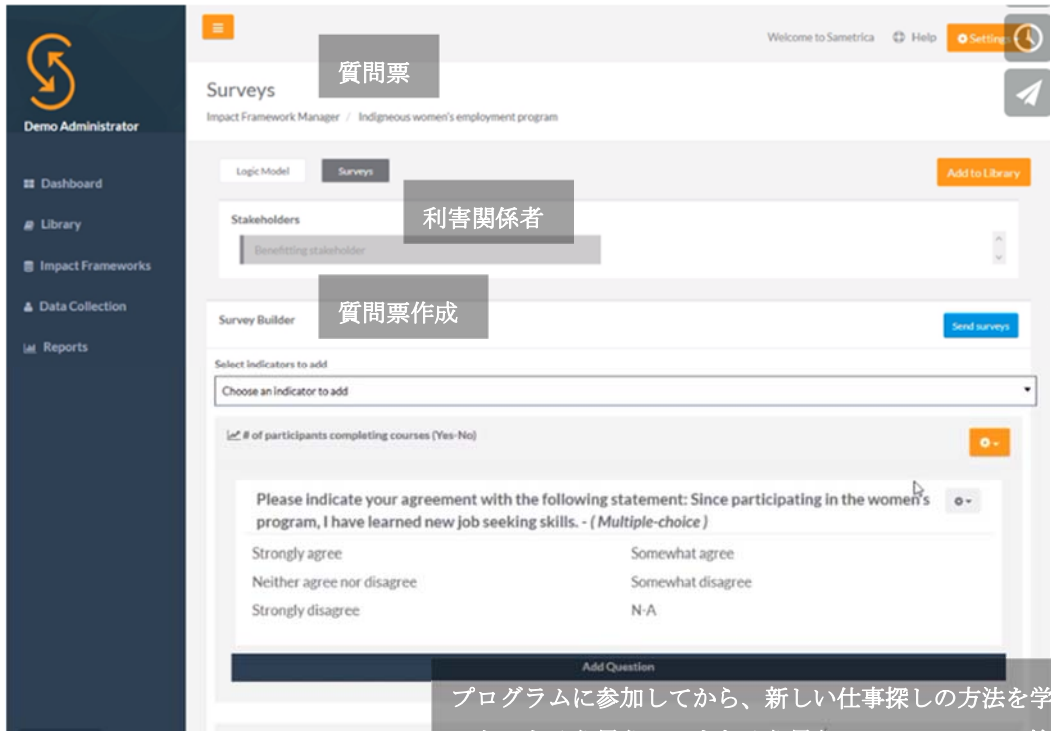 Welcome to Sametrica
Help
Settings
質問票
Surveys
Impact Framework Manager / Indigneous women's employment program
Demo Administrator
Dashboard
Library
Impact Frameworks
Data Collection
Reports
Logic Model
Surveys
Add to Library
Stakeholders
利害関係者
Benefitting stakeholder
Survey Builder
質問票作成
Send surveys
Select indicators to add
Choose an indicator to add
# of participants completing courses (Yes-No)
Please indicate your agreement with the following statement: Since participating in the women's
program, I have learned new job seeking skills. - ( Multiple-choice )
Strongly agree
Somewhat agree
Neither agree nor disagree
Somewhat disagree
Strongly disagree
N-A
Add Question
プログラムに参加してから、新しい仕事探しの方法を学